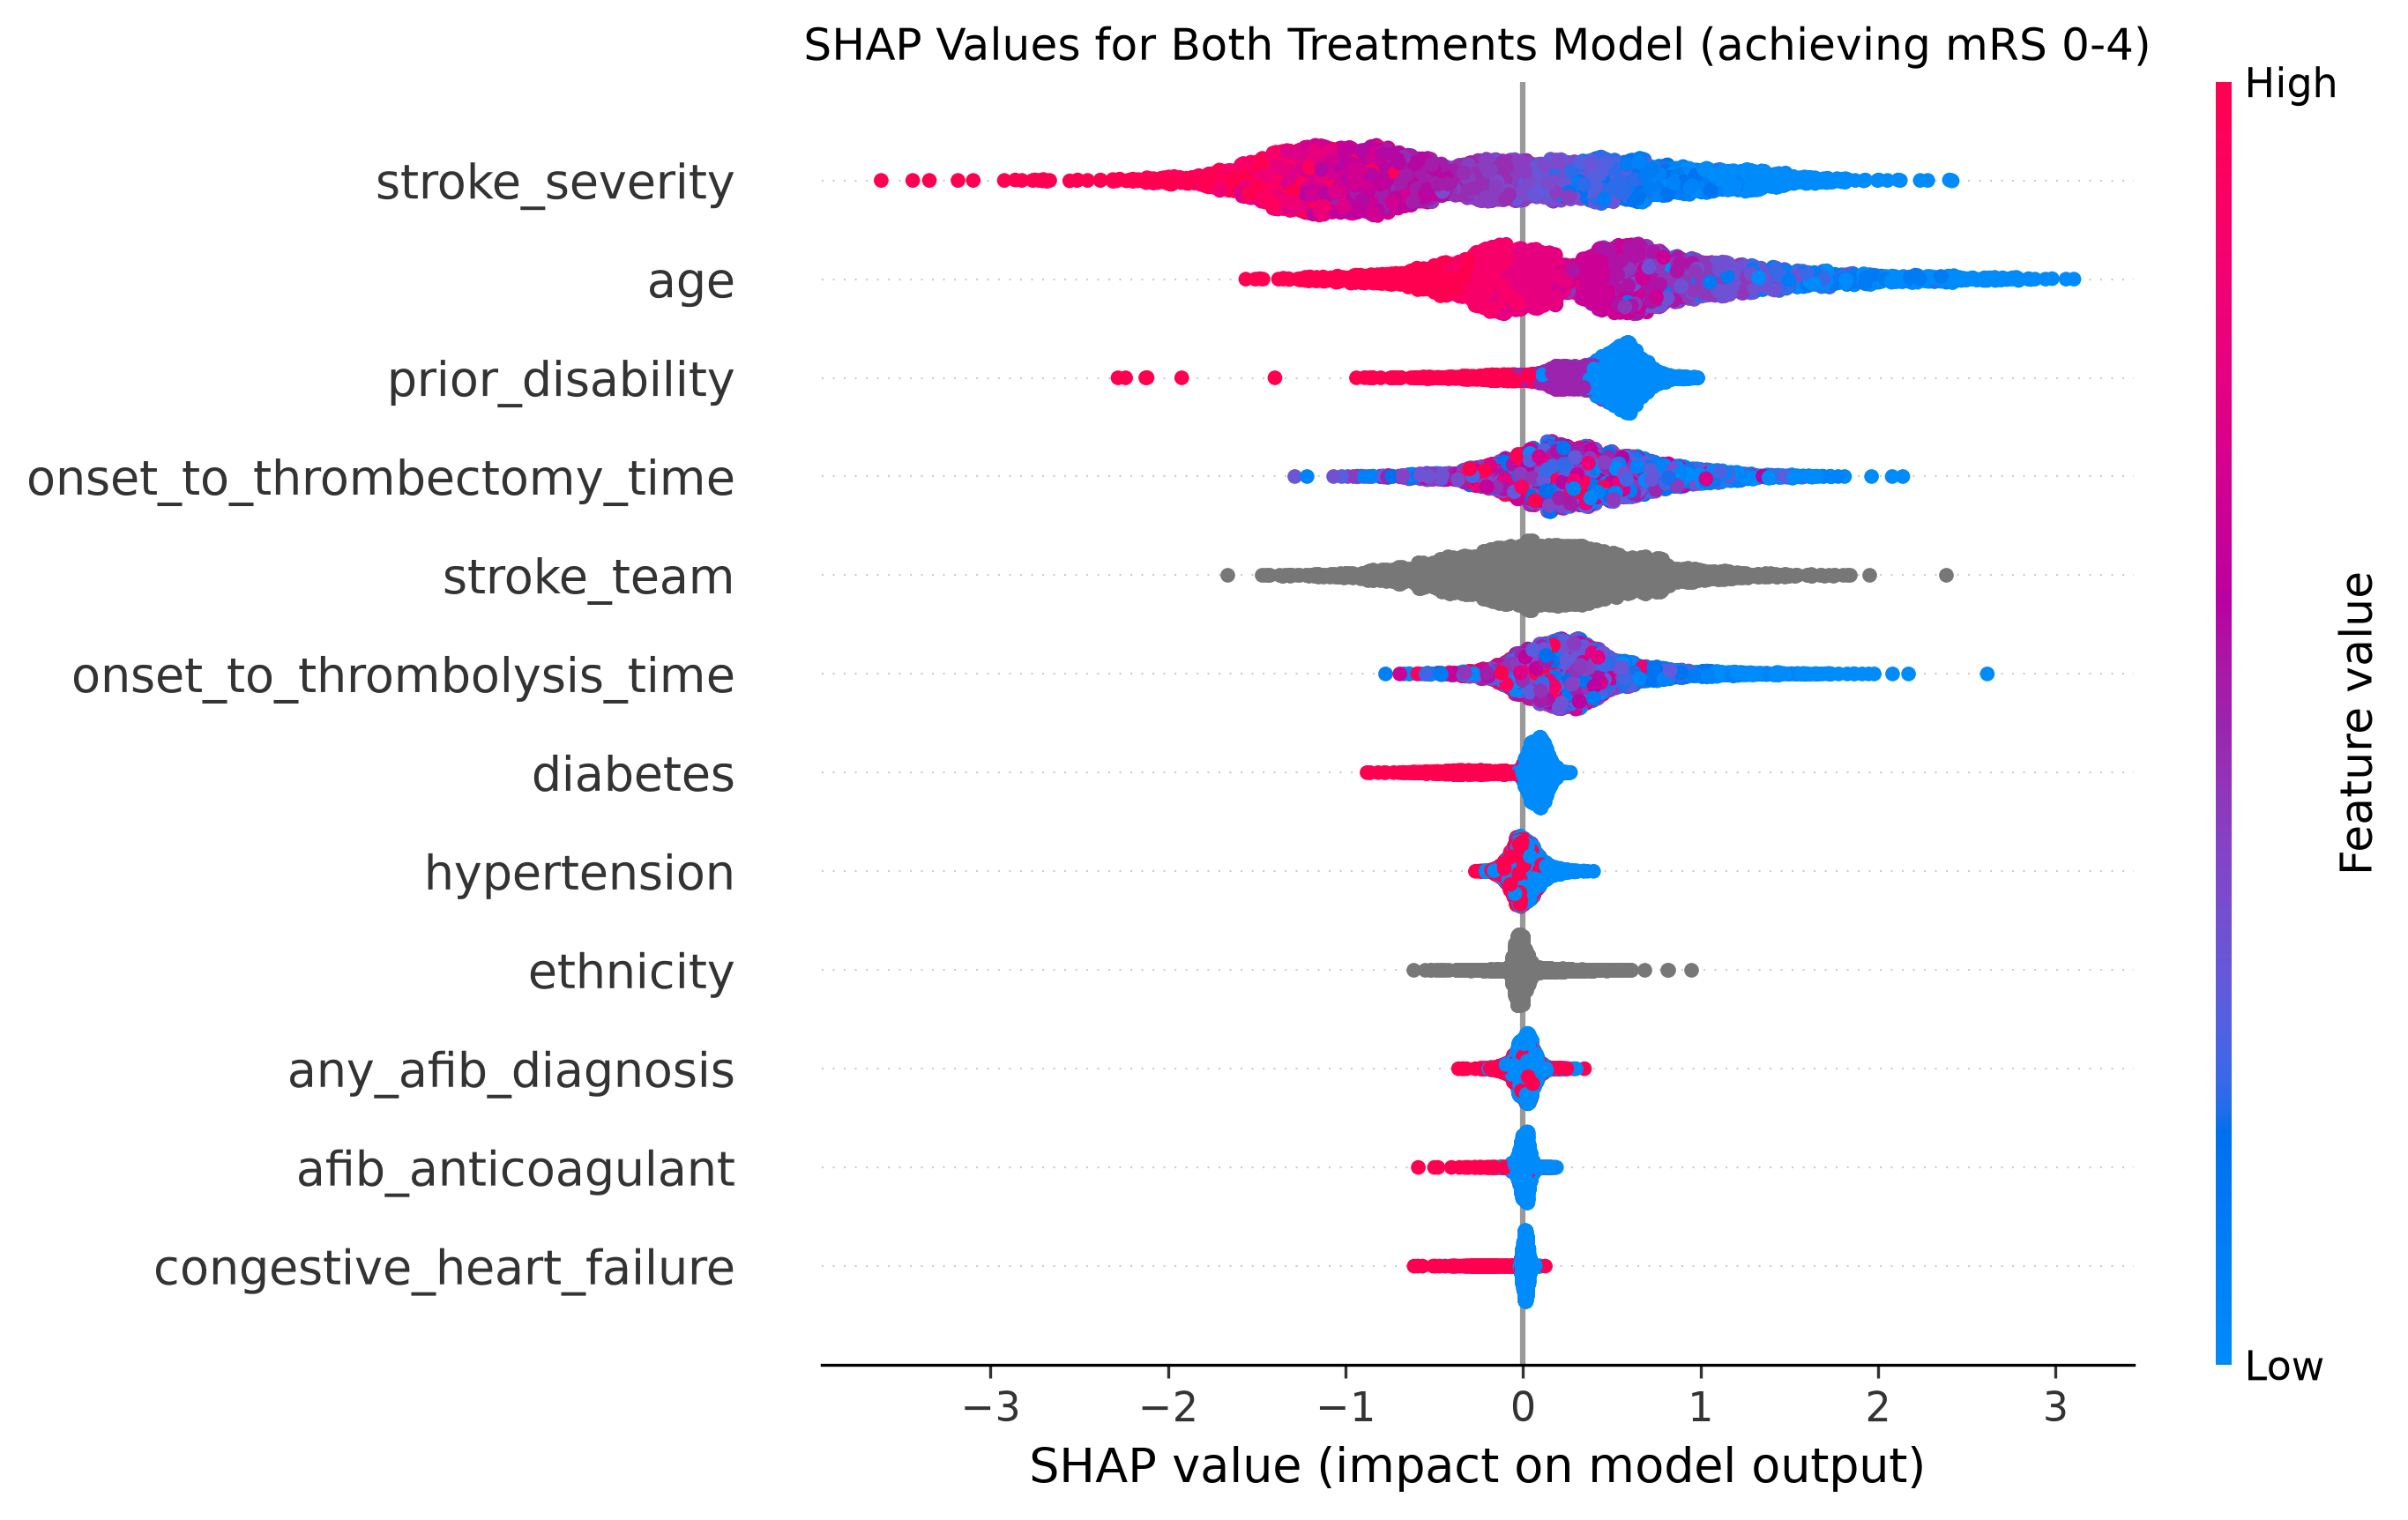 SHAP Values for Both Treatments Model (achieving mRS 0-4)
High
stroke_severity
age
prior_disability
onset_to_thrombectomy_time
stroke_team
onset_to_thrombolysis_time
diabetes
hypertension
ethnicity
any_afib_diagnosis
afib_anticoagulant
congestive_heart_failure
Feature value
Low
−3 −2 −1 0 1 2 3
SHAP value (impact on model output)